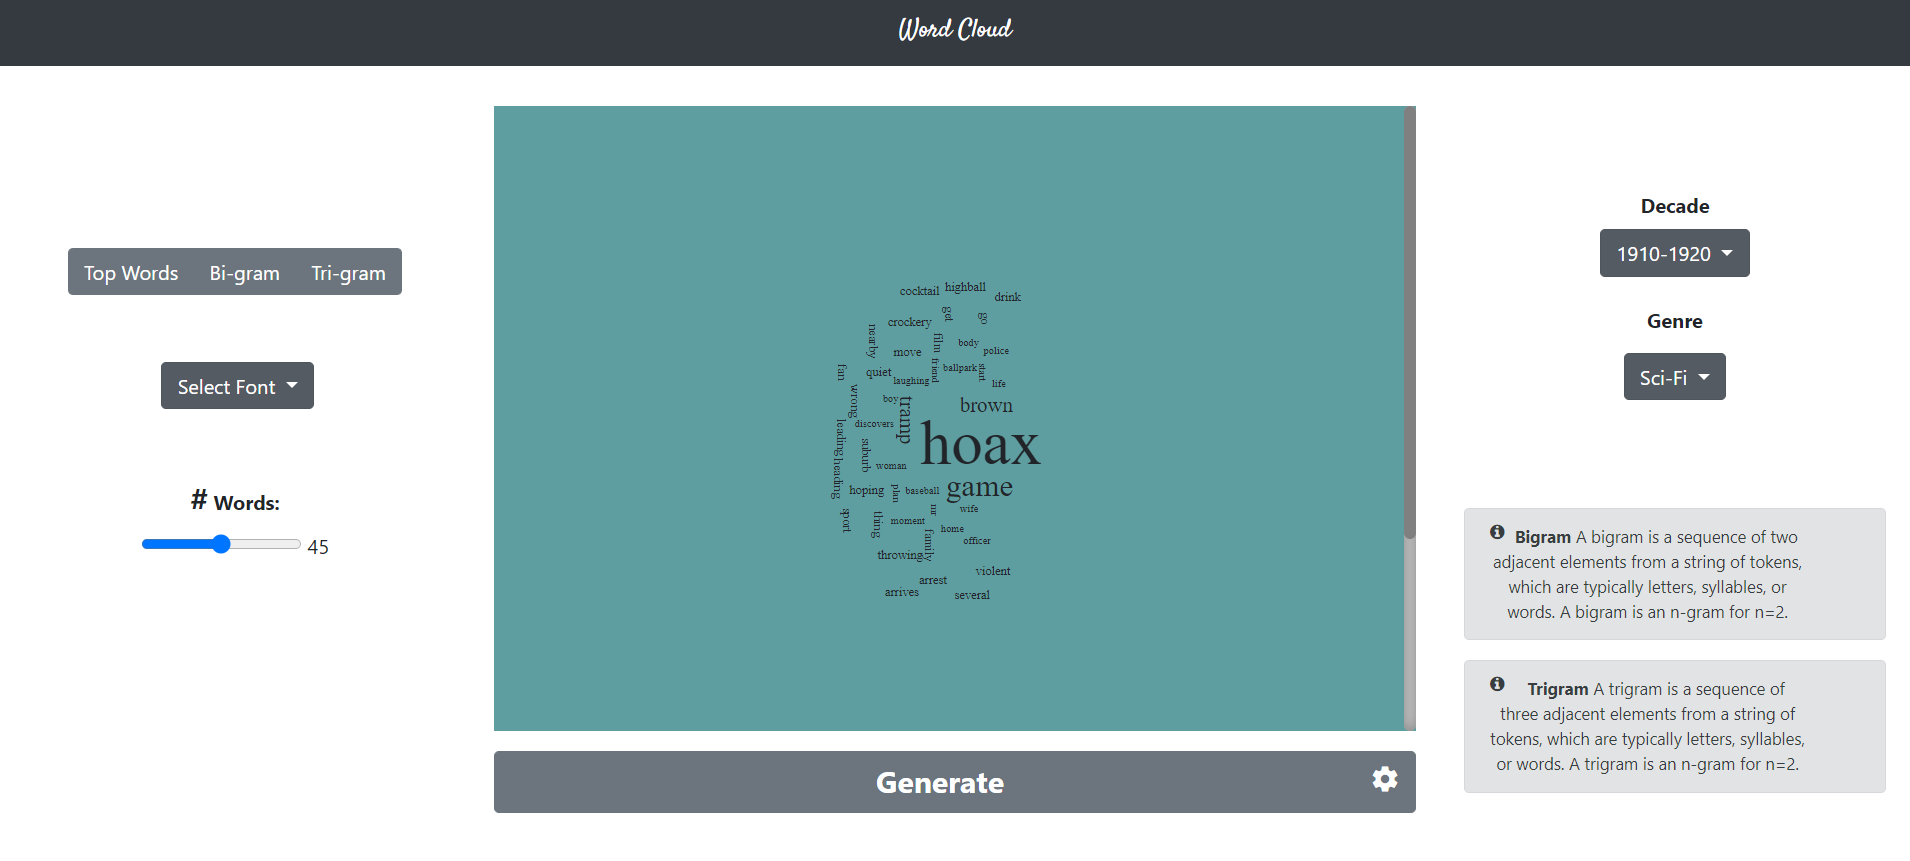 Word Cloud
Top Words Bi-gram Tri-gram
Select Font
# Words:
45
cocktail highball drink
get go
crockery
nearby film body
move police
friend ballpark start
fan quiet laughing life
wrong boy tramp brown
leading discovers
hoax
suburb woman
heading hoping plan baseball game
sport thing moment nr wife
family home officer
throwing
arrest violent
arrives several
Generate
Decade
1910-1920
Genre
Sci-Fi
Bigram A bigram is a sequence of two
adjacent elements from a string of tokens,
which are typically letters, syllables, or
words. A bigram is an n-gram for n=2.
Trigram A trigram is a sequence of
three adjacent elements from a string of
tokens, which are typically letters, syllables,
or words. A trigram is an n-gram for n=2.